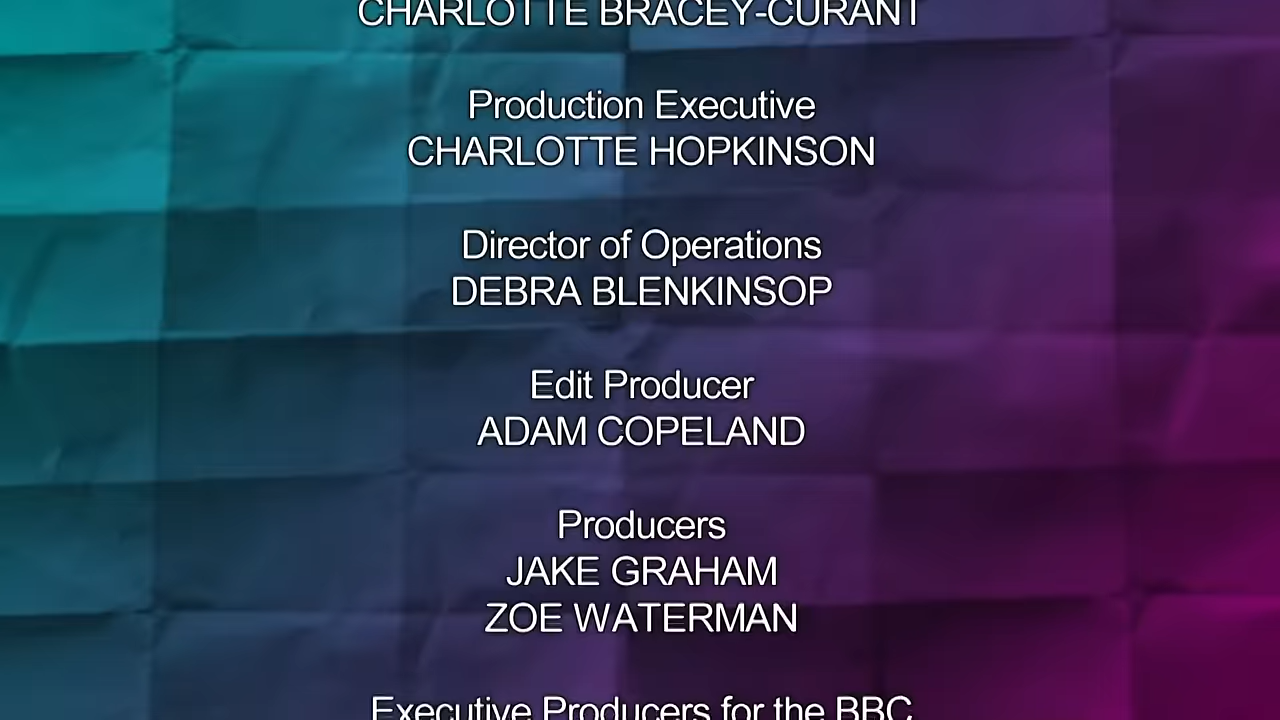 CHARLOTTE BRACEY-CURANT
Production Executive
CHARLOTTE HOPKINSON
Director of Operations
DEBRA BLENKINSOP
Edit Producer
ADAM COPELAND
Producers
JAKE GRAHAM
ZOE WATERMAN
Executive Producers for the BBC